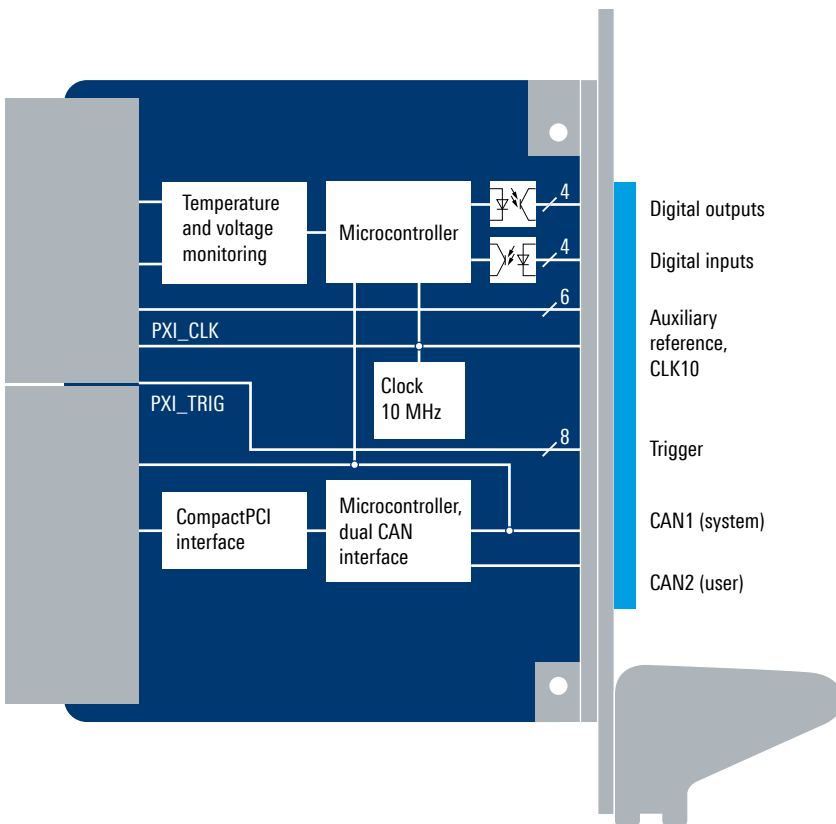 Temperature
and voltage
monitoring
Microcontroller
4
Digital outputs
4
Digital inputs
6
PXI_CLK
Auxiliary
reference,
CLK10
Clock
10 MHz
PXI_TRIG
8
Trigger
CompactPCI
interface
Microcontroller,
dual CAN
interface
CAN1 (system)
CAN2 (user)